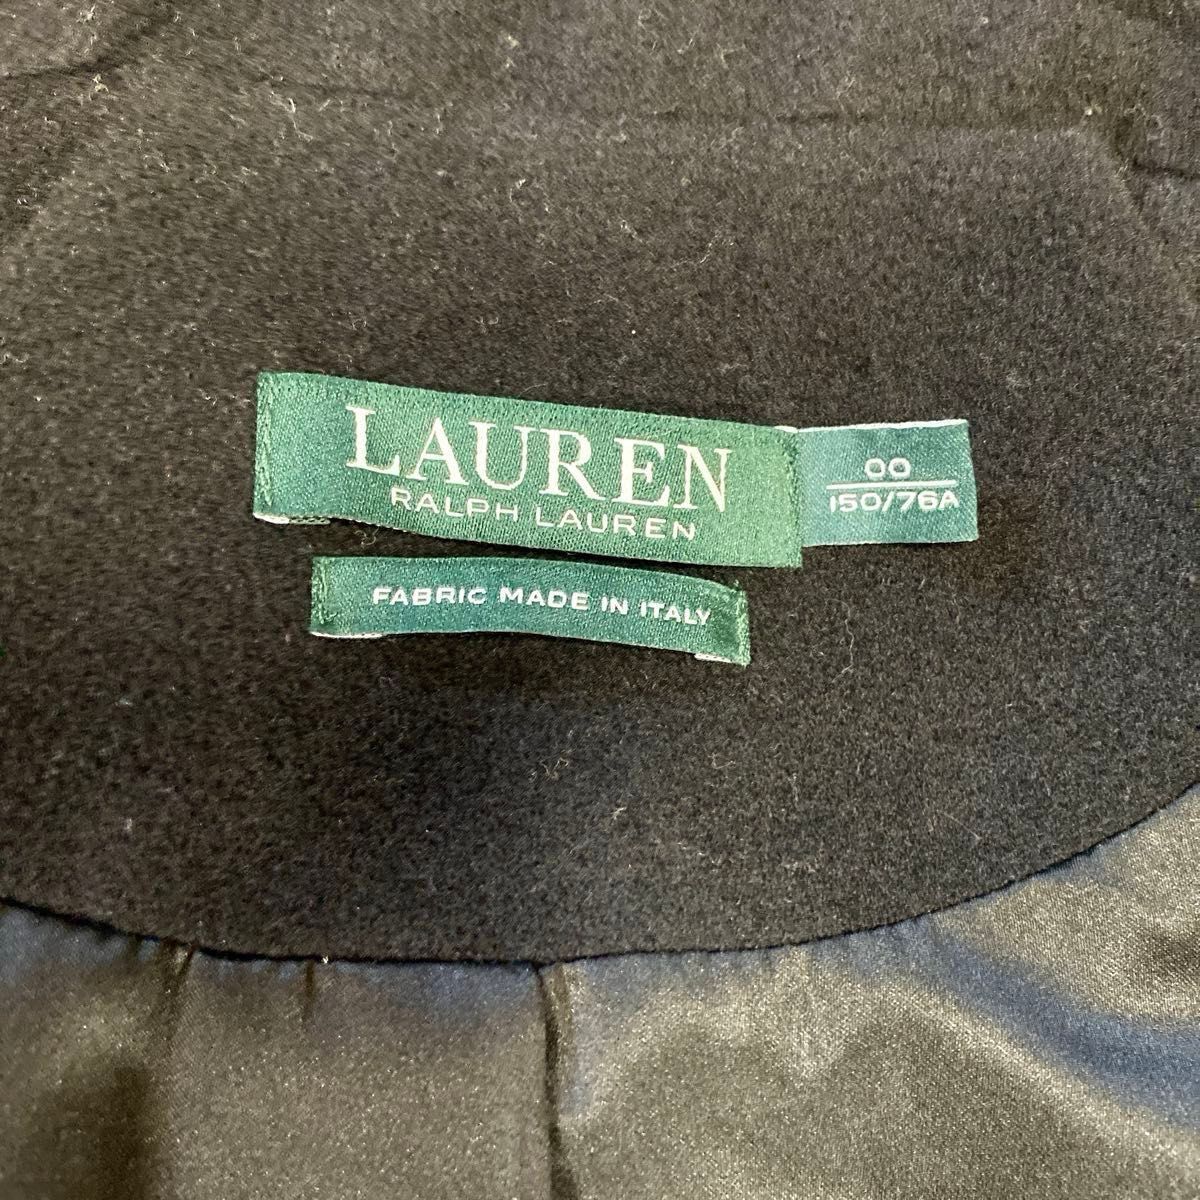 LAUREN
RALPH LAUREN
00
150/76A
FABRIC MADE IN ITALY